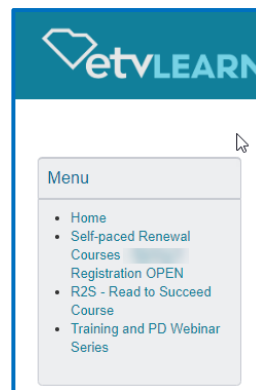 etvLEARN
Menu
Home
Self-paced Renewal
Courses
Registration OPEN
R2S - Read to Succeed
Course
Training and PD Webinar
Series